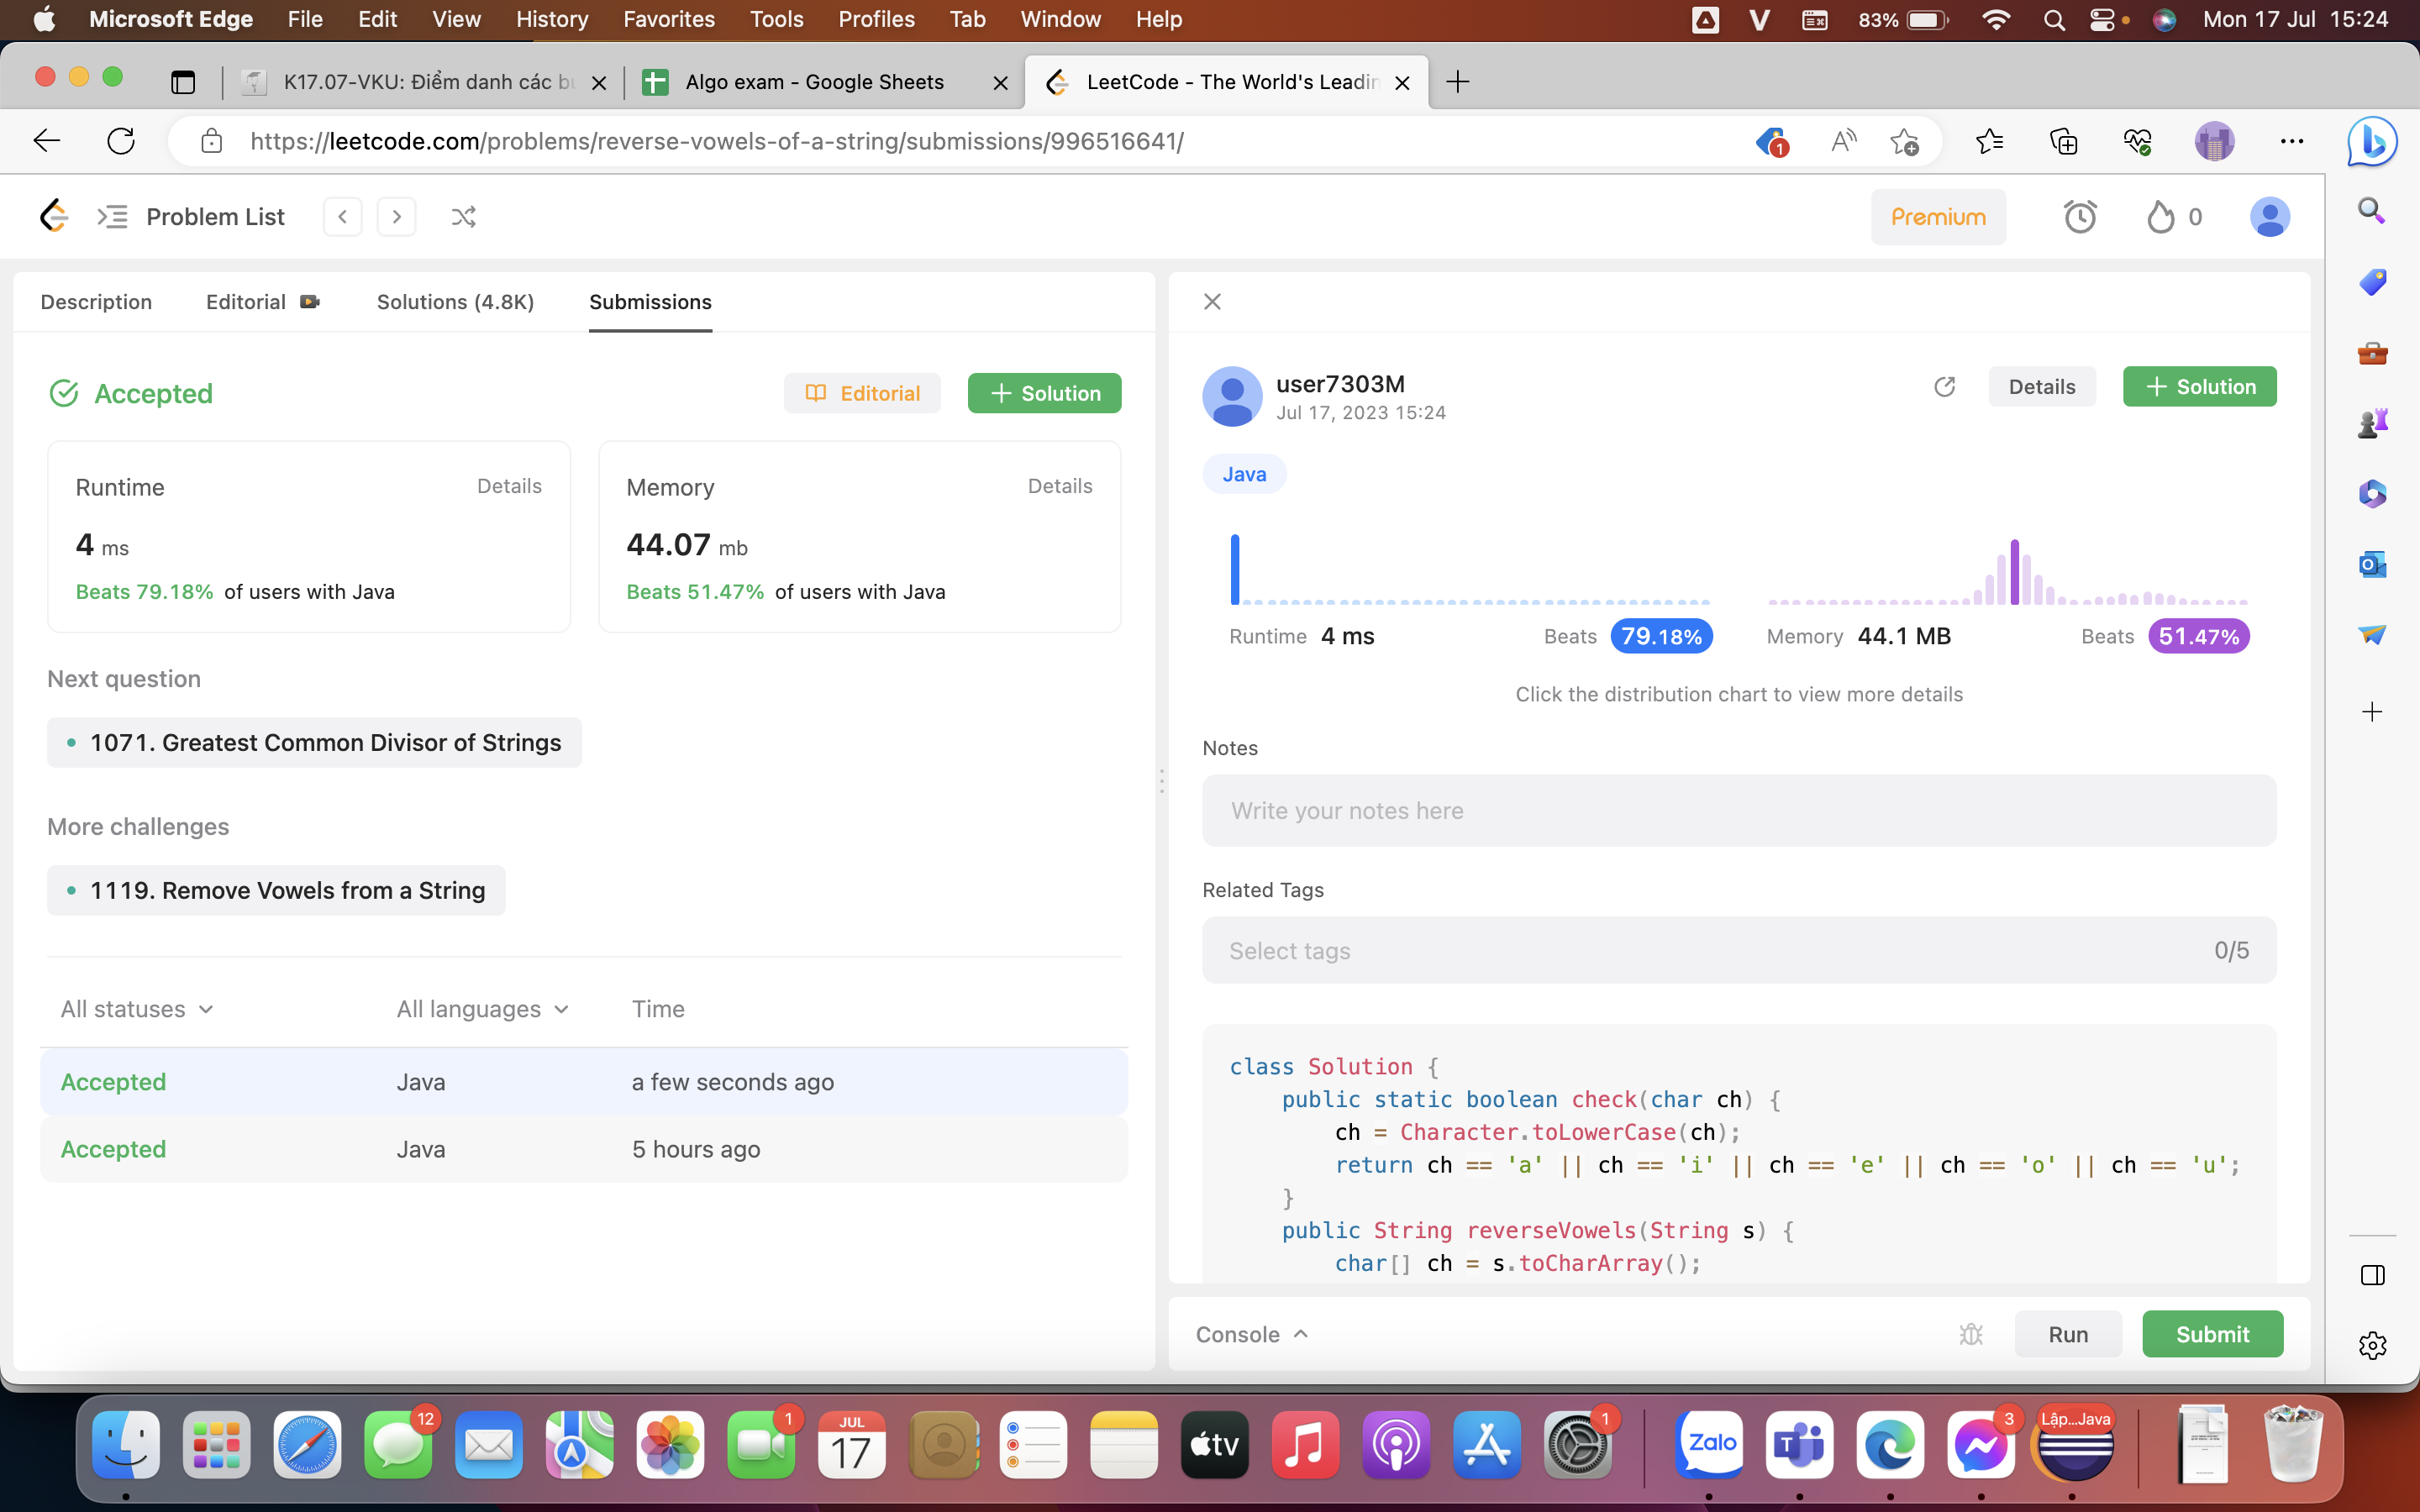 Microsoft Edge File Edit View History Favorites Tools Profiles Tab Window Help 83% Mon 17 Jul 15:24
K17.07-VKU: Điểm danh các bu Algo exam - Google Sheets LeetCode - The World's Leadin
https://leetcode.com/problems/reverse-vowels-of-a-string/submissions/996516641/ 1
Problem List Premium 0
Description Editorial Solutions (4.8K) Submissions
Accepted Editorial + Solution
Runtime Details
4 ms
Beats 79.18% of users with Java
Memory Details
44.07 mb
Beats 51.47% of users with Java
Next question
• 1071. Greatest Common Divisor of Strings
More challenges
• 1119. Remove Vowels from a String
All statuses All languages Time
Accepted Java a few seconds ago
Accepted Java 5 hours ago
user7303M Details + Solution
Jul 17, 2023 15:24
Java
Runtime 4 ms Beats 79.18% Memory 44.1 MB Beats 51.47%
Click the distribution chart to view more details
Notes
Write your notes here
Related Tags
Select tags 0/5
class Solution {
public static boolean check(char ch) {
ch = Character.toLowerCase(ch);
return ch == 'a' || ch == 'i' || ch == 'e' || ch == 'o' || ch == 'u';
}
public String reverseVowels(String s) {
char[] ch = s.toCharArray();
Console Run Submit
12 1 JUL 17 tv 1 Zalo 3 Lập...Java